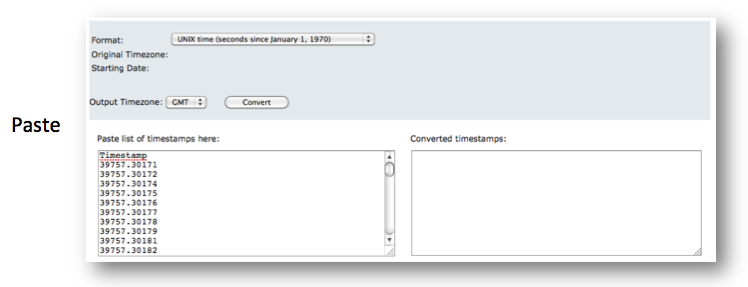 Format: UNIX time (seconds since January 1, 1970)
Original Timezone:
Starting Date:
Output Timezone: GMT Convert
Paste
Paste list of timestamps here: Converted timestamps:
Timestamp
39757.30171
39757.30172
39757.30174
39757.30175
39757.30176
39757.30177
39757.30178
39757.30179
39757.30181
39757.30182